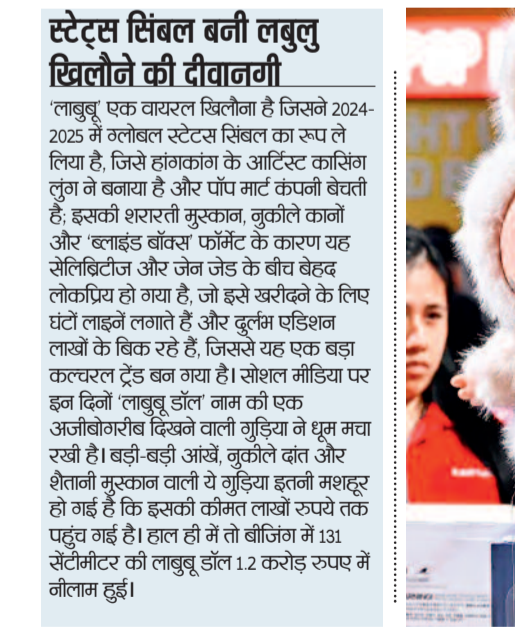 स्टेट्स सिंबल बनी लबुलु
खिलौने की दीवानगी
'लाबुबू' एक वायरल खिलौना है जिसने 2024-
2025 में ग्लोबल स्टेटस सिंबल का रूप ले
लिया है, जिसे हांगकांग के आर्टिस्ट कासिंग
लुंग ने बनाया है और पॉप मार्ट कंपनी बेचती
है; इसकी शरारती मुस्कान, नुकीले कानों
और 'ब्लाइंड बॉक्स' फॉर्मेट के कारण यह
सेलिब्रिटीज और जेन जेड के बीच बेहद
लोकप्रिय हो गया है, जो इसे खरीदने के लिए
घंटों लाइनें लगाते हैं और दुर्लभ एडिशन
लाखों के बिक रहे हैं, जिससे यह एक बड़ा
कल्चरल ट्रेंड बन गया है। सोशल मीडिया पर
इन दिनों 'लाबुबू डॉल' नाम की एक
अजीबोगरीब दिखने वाली गुड़िया ने धूम मचा
रखी है। बड़ी-बड़ी आंखें, नुकीले दांत और
शैतानी मुस्कान वाली ये गुड़िया इतनी मशहूर
हो गई है कि इसकी कीमत लाखों रुपये तक
पहुंच गई है। हाल ही में तो बीजिंग में 131
सेंटीमीटर की लाबुबू डॉल 1.2 करोड़ रुपए में
नीलाम हुई।
POP